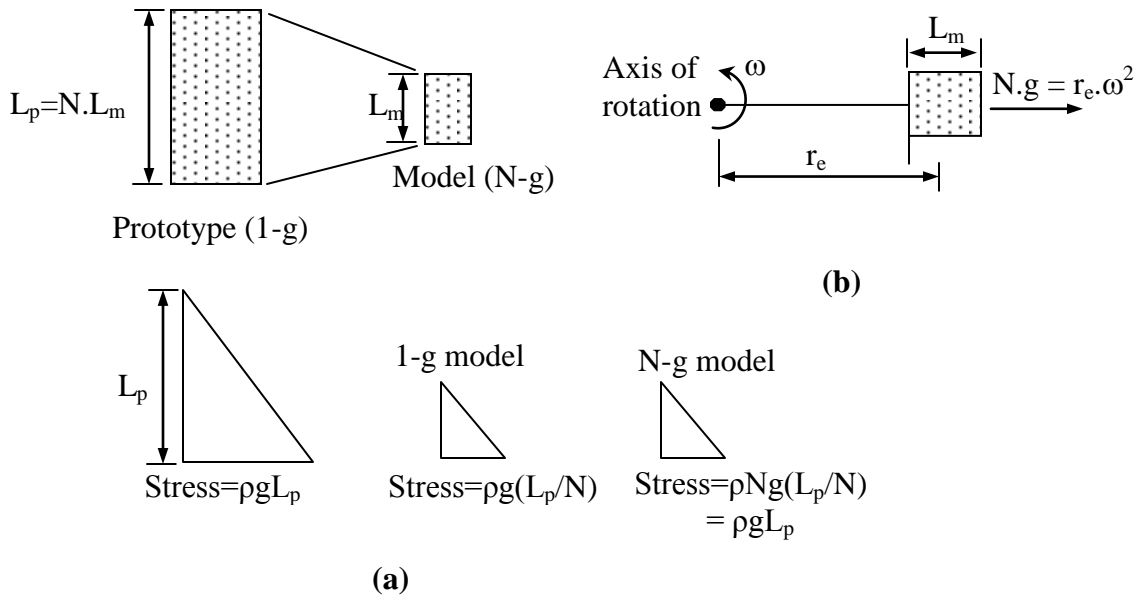 L_p=N.L_m
L_m
Model (N-g)
Prototype (1-g)
L_m
Axis of
rotation
ω
N.g = r_e.ω²
r_e
(b)
L_p
Stress=ρgL_p
1-g model
Stress=ρg(L_p/N)
N-g model
Stress=ρNg(L_p/N)
= ρgL_p
(a)